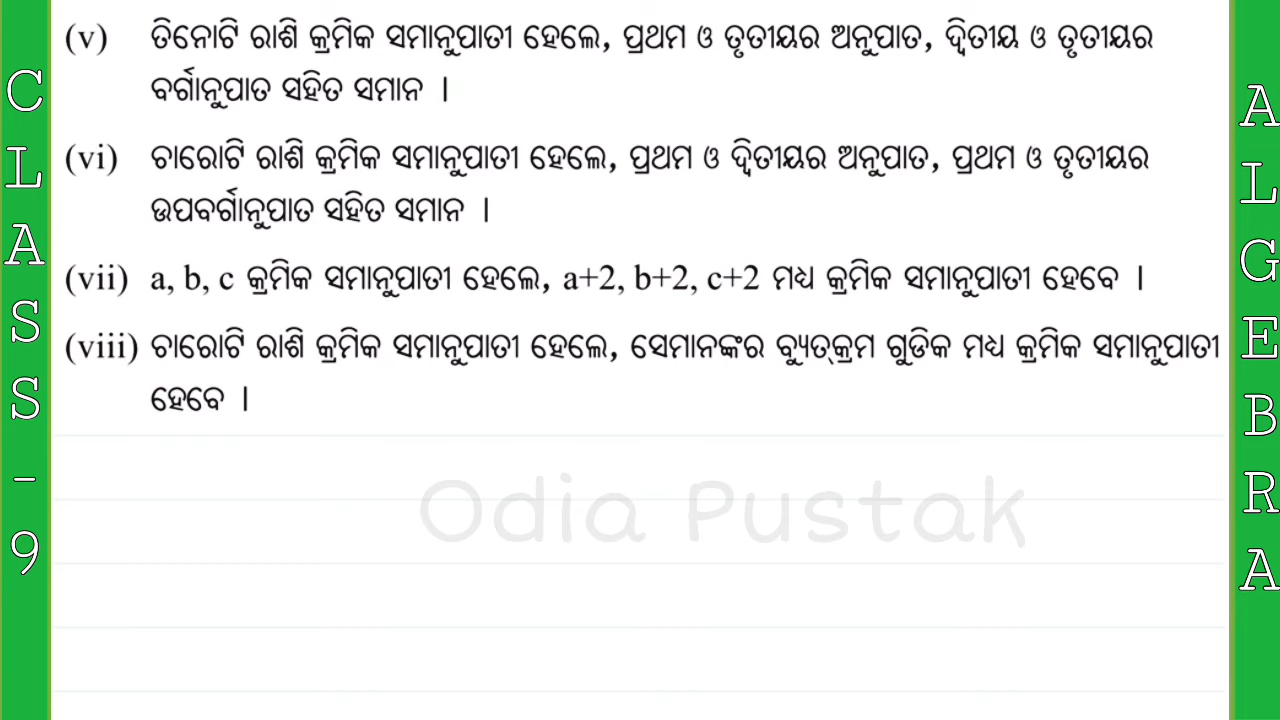 CLASS-9
(v) ତିନୋଟି ରାଶି କ୍ରମିକ ସମାନୁପାତୀ ହେଲେ, ପ୍ରଥମ ଓ ତୃତୀୟର ଅନୁପାତ, ଦ୍ୱିତୀୟ ଓ ତୃତୀୟର
ବର୍ଗାନୁପାତ ସହିତ ସମାନ ।
(vi) ଚାରୋଟି ରାଶି କ୍ରମିକ ସମାନୁପାତୀ ହେଲେ, ପ୍ରଥମ ଓ ଦ୍ୱିତୀୟର ଅନୁପାତ, ପ୍ରଥମ ଓ ତୃତୀୟର
ଉପବର୍ଗାନୁପାତ ସହିତ ସମାନ ।
(vii) a, b, c କ୍ରମିକ ସମାନୁପାତୀ ହେଲେ, a+2, b+2, c+2 ମଧ୍ୟ କ୍ରମିକ ସମାନୁପାତୀ ହେବେ ।
(viii) ଚାରୋଟି ରାଶି କ୍ରମିକ ସମାନୁପାତୀ ହେଲେ, ସେମାନଙ୍କର ବ୍ୟୁତ୍‌କ୍ରମ ଗୁଡିକ ମଧ୍ୟ କ୍ରମିକ ସମାନୁପାତୀ
ହେବେ ।
Odia Pustak
ALGEBRA